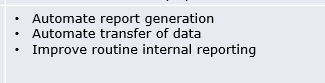 • Automate report generation
• Automate transfer of data
• Improve routine internal reporting